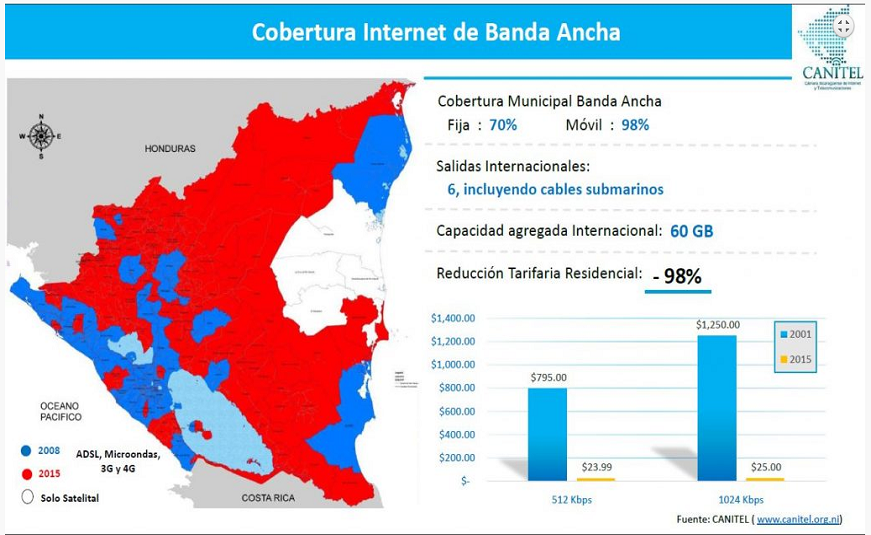 Cobertura Internet de Banda Ancha
CANITEL
Cámara Nicaragüense de Internet
y Telecomunicaciones
Cobertura Municipal Banda Ancha
Fija : 70% Móvil : 98%
Salidas Internacionales:
6, incluyendo cables submarinos
Capacidad agregada Internacional: 60 GB
Reducción Tarifaria Residencial: - 98%
N
W E
S
HONDURAS
OCEANO
PACIFICO
COSTA RICA
2008
2015
ADSL, Microondas,
3G y 4G
Solo Satelital
$1,400.00
$1,200.00
$1,000.00
$800.00
$600.00
$400.00
$200.00
$-
$795.00
$23.99
$1,250.00
$25.00
2001
2015
512 Kbps
1024 Kbps
Fuente: CANITEL ( www.canitel.org.ni)